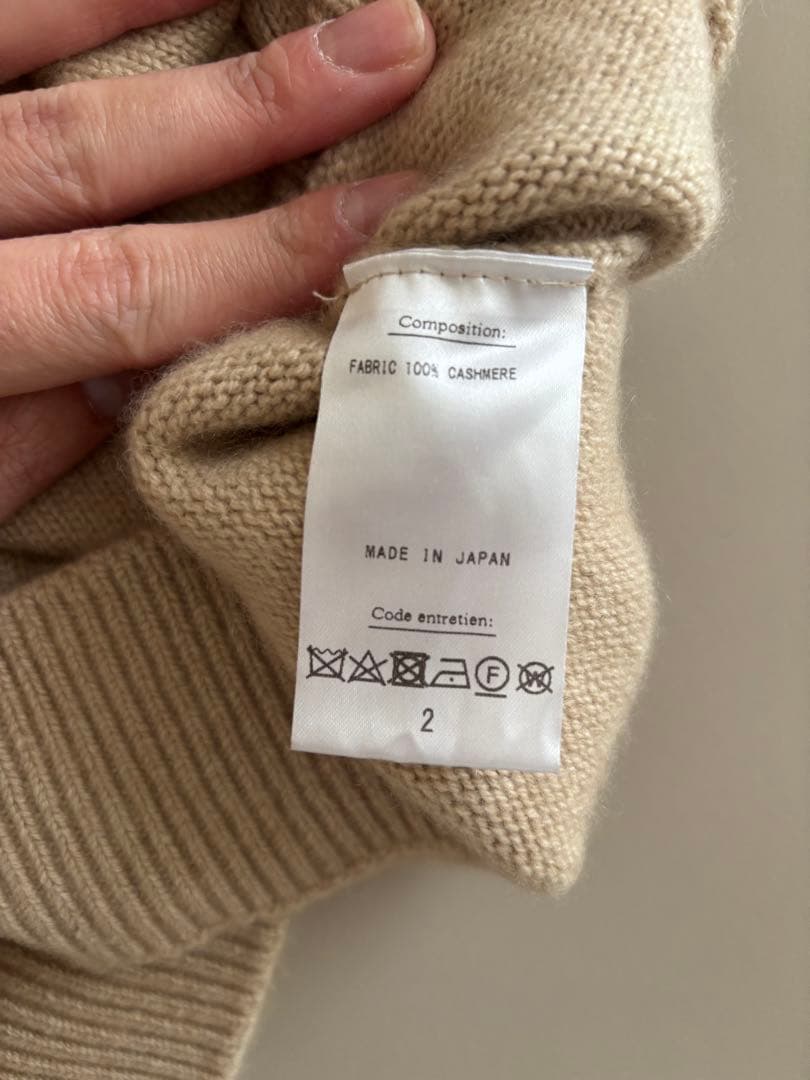 Composition:
FABRIC 100% CASHMERE
MADE IN JAPAN
Code entretien:
F W
2